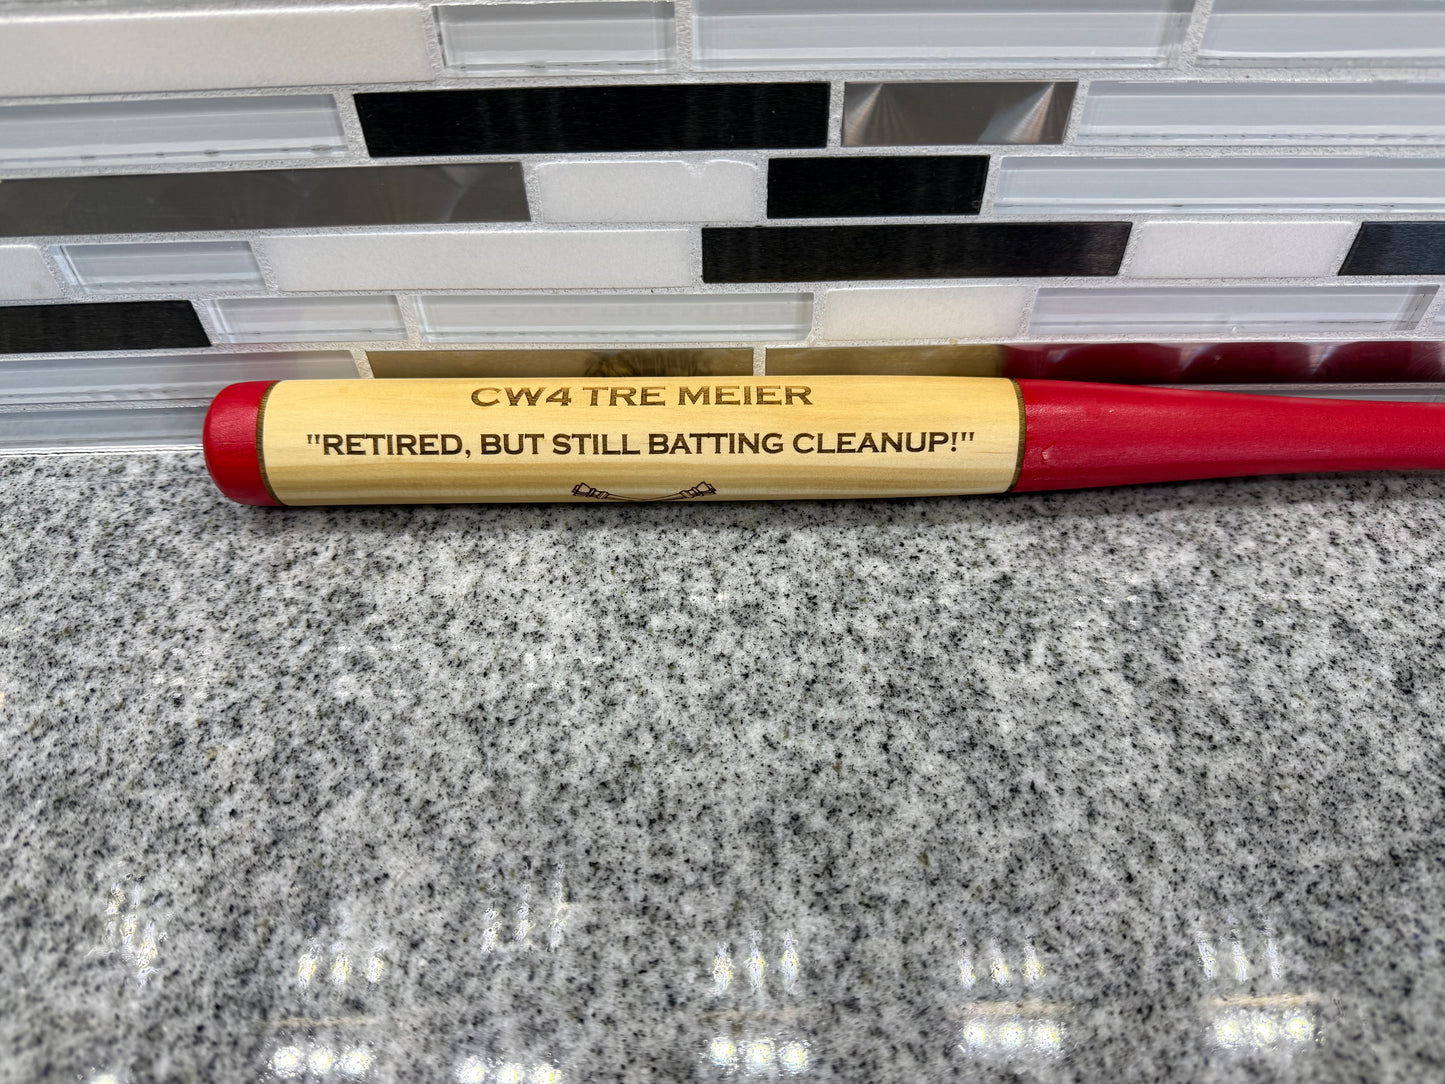 CW4 TRE MEIER
"RETIRED, BUT STILL BATTING CLEANUP!"